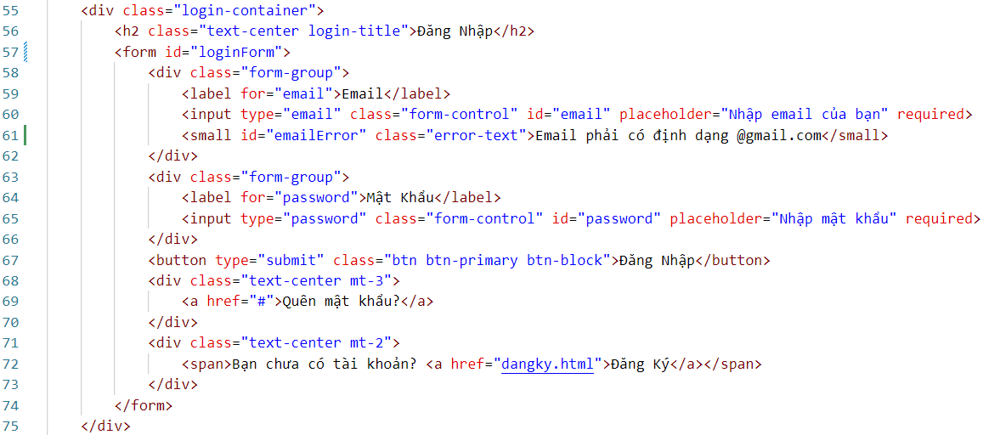 55 <div class="login-container">
56 <h2 class="text-center login-title">Đăng Nhập</h2>
57 <form id="loginForm">
58 <div class="form-group">
59 <label for="email">Email</label>
60 <input type="email" class="form-control" id="email" placeholder="Nhập email của bạn" required>
61 <small id="emailError" class="error-text">Email phải có định dạng @gmail.com</small>
62 </div>
63 <div class="form-group">
64 <label for="password">Mật Khẩu</label>
65 <input type="password" class="form-control" id="password" placeholder="Nhập mật khẩu" required>
66 </div>
67 <button type="submit" class="btn btn-primary btn-block">Đăng Nhập</button>
68 <div class="text-center mt-3">
69 <a href="#">Quên mật khẩu?</a>
70 </div>
71 <div class="text-center mt-2">
72 <span>Bạn chưa có tài khoản? <a href="dangky.html">Đăng Ký</a></span>
73 </div>
74 </form>
75 </div>